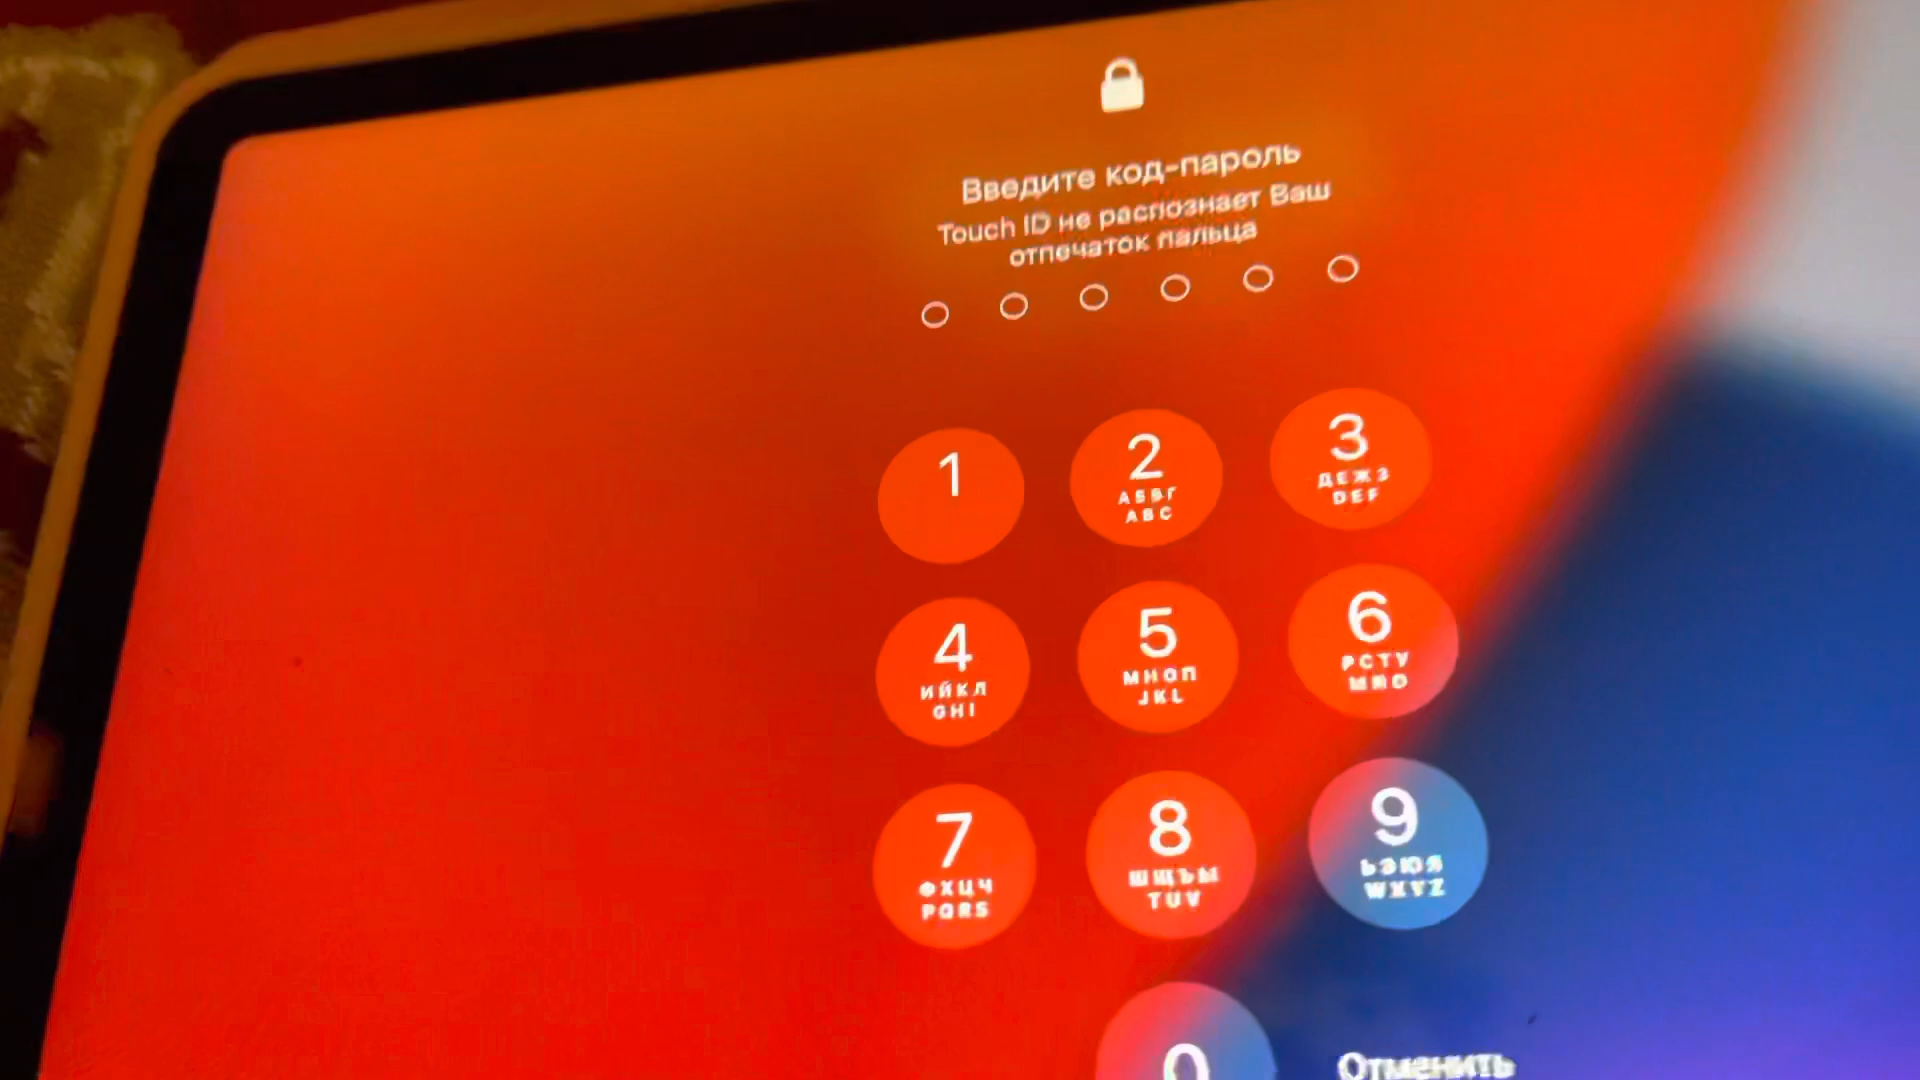 Введите код-пароль
Touch ID не распознает Ваш
отпечаток пальца
1
2
АБВГ
ABC
3
ДЕЖЗ
DEF
4
ИЙКЛ
GHI
5
МНОП
JKL
6
РСТУ
MNO
7
ФХЦЧ
PQRS
8
ШЩЪЫ
TUV
9
ЬЭЮЯ
WXYZ
0
Отменить